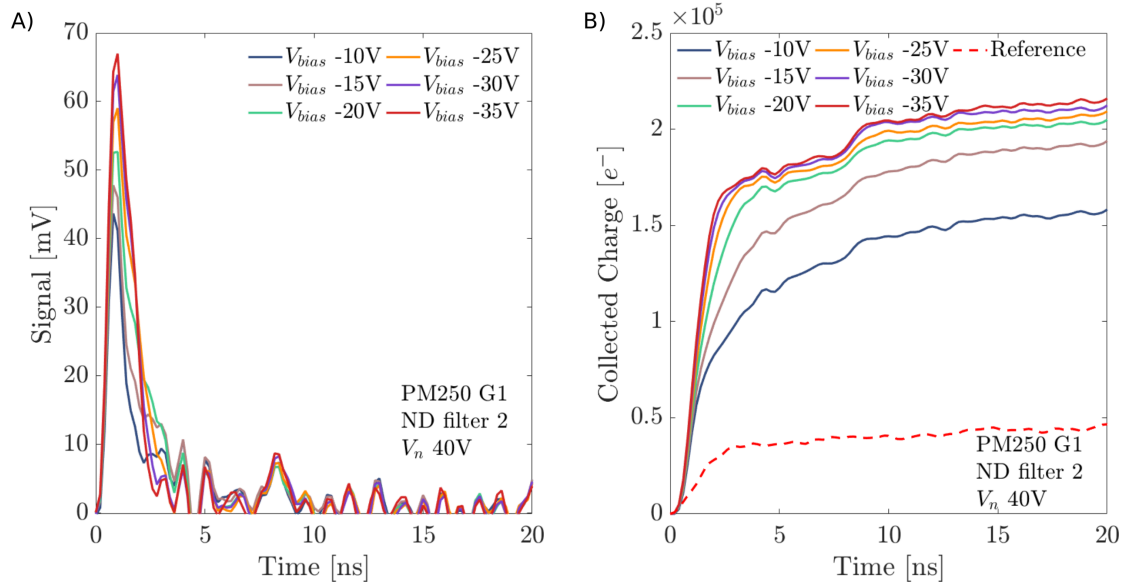 A)
70
60
50
40
30
20
10
0
Signal [mV]
V_bias -10V V_bias -25V
V_bias -15V V_bias -30V
V_bias -20V V_bias -35V
PM250 G1
ND filter 2
V_n 40V
0 5 10 15 20
Time [ns]
B)
×10^5
2.5
2
1.5
1
0.5
0
Collected Charge [e^-]
V_bias -10V V_bias -25V Reference
V_bias -15V V_bias -30V
V_bias -20V V_bias -35V
PM250 G1
ND filter 2
V_n 40V
0 5 10 15 20
Time [ns]